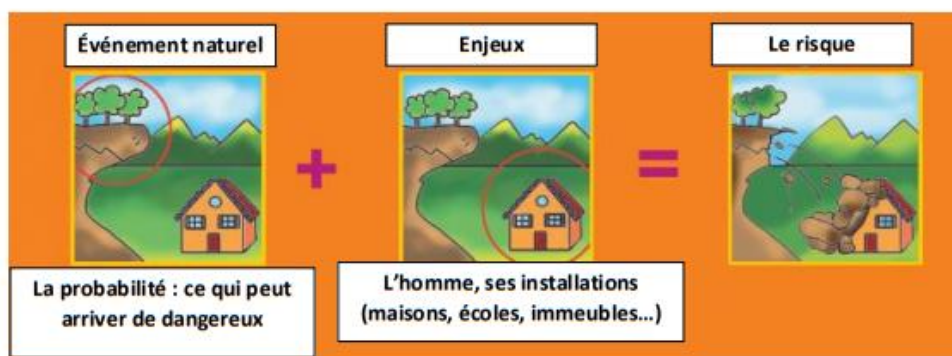 Événement naturel
Enjeux
Le risque
+
=
La probabilité : ce qui peut
arriver de dangereux
L'homme, ses installations
(maisons, écoles, immeubles...)